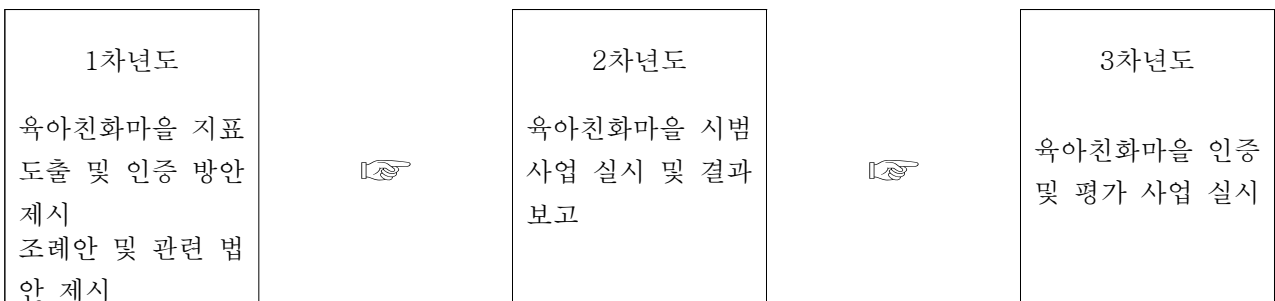 1차년도
육아친화마을 지표
도출 및 인증 방안
제시
조례안 및 관련 법
안 제시
☞
2차년도
육아친화마을 시범
사업 실시 및 결과
보고
☞
3차년도
육아친화마을 인증
및 평가 사업 실시